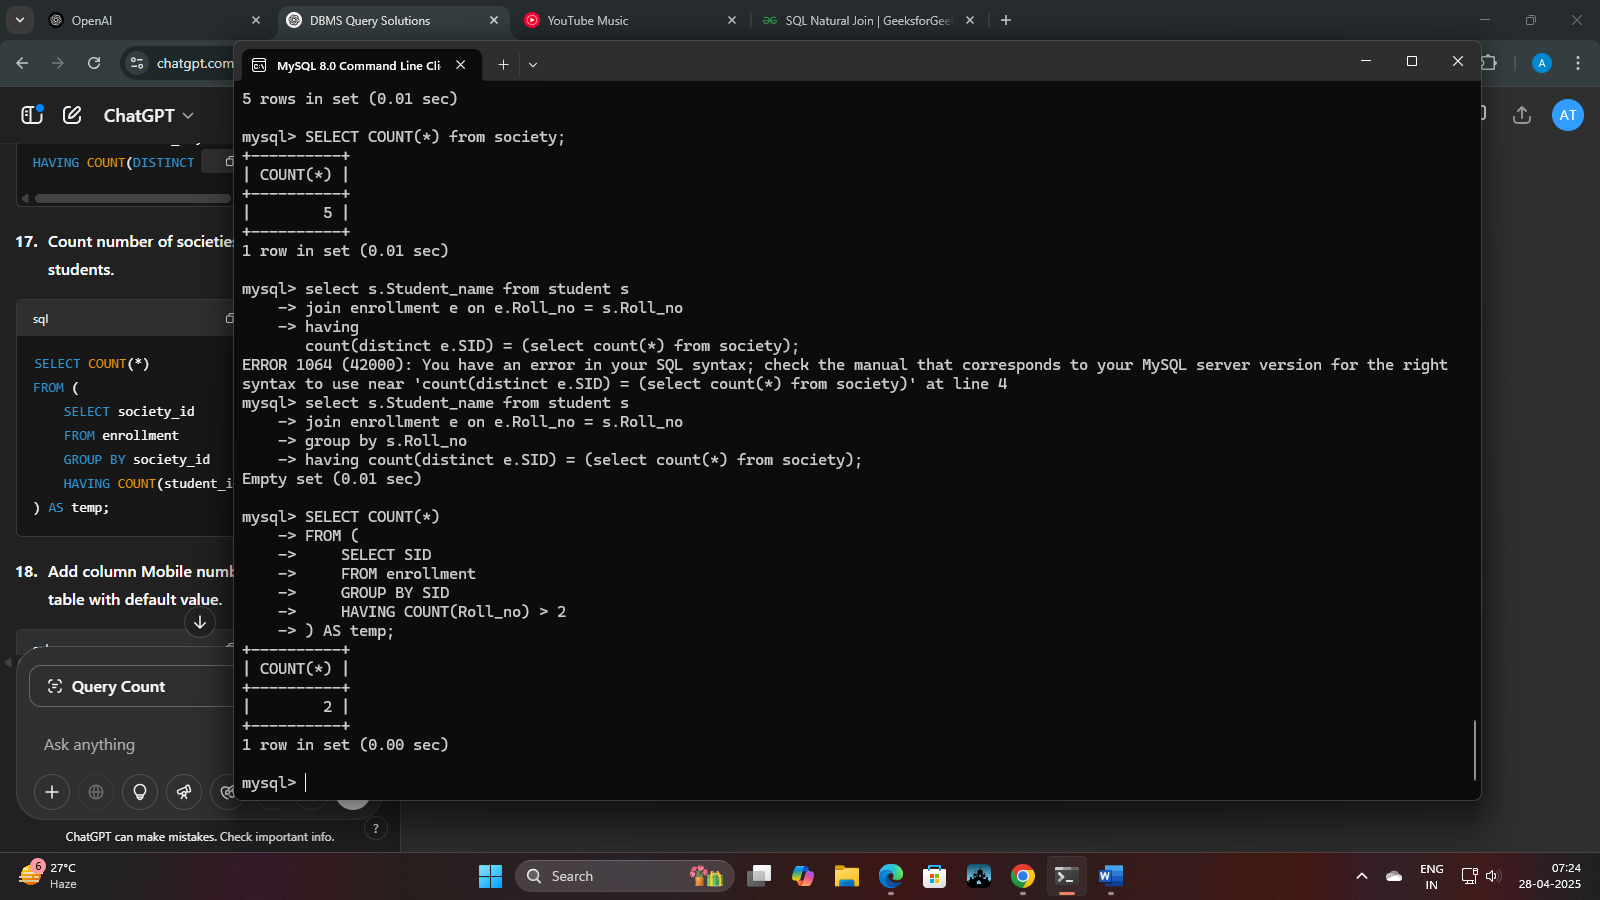 OpenAI
DBMS Query Solutions
YouTube Music
SQL Natural Join | GeeksforGee
chatgpt.com
A
MySQL 8.0 Command Line Cli
ChatGPT
AT
HAVING COUNT(DISTINCT
17. Count number of societies
students.
sql
SELECT COUNT(*)
FROM (
SELECT society_id
FROM enrollment
GROUP BY society_id
HAVING COUNT(student_i
) AS temp;
18. Add column Mobile numb
table with default value.
Query Count
Ask anything
ChatGPT can make mistakes. Check important info.
?
5 rows in set (0.01 sec)
mysql> SELECT COUNT(*) from society;
+----------+
| COUNT(*) |
+----------+
|        5 |
+----------+
1 row in set (0.01 sec)
mysql> select s.Student_name from student s
    -> join enrollment e on e.Roll_no = s.Roll_no
    -> having
       count(distinct e.SID) = (select count(*) from society);
ERROR 1064 (42000): You have an error in your SQL syntax; check the manual that corresponds to your MySQL server version for the right
syntax to use near 'count(distinct e.SID) = (select count(*) from society)' at line 4
mysql> select s.Student_name from student s
    -> join enrollment e on e.Roll_no = s.Roll_no
    -> group by s.Roll_no
    -> having count(distinct e.SID) = (select count(*) from society);
Empty set (0.01 sec)
mysql> SELECT COUNT(*)
    -> FROM (
    ->     SELECT SID
    ->     FROM enrollment
    ->     GROUP BY SID
    ->     HAVING COUNT(Roll_no) > 2
    -> ) AS temp;
+----------+
| COUNT(*) |
+----------+
|        2 |
+----------+
1 row in set (0.00 sec)
mysql>
6
27°C
Haze
Search
ENG
IN
07:24
28-04-2025